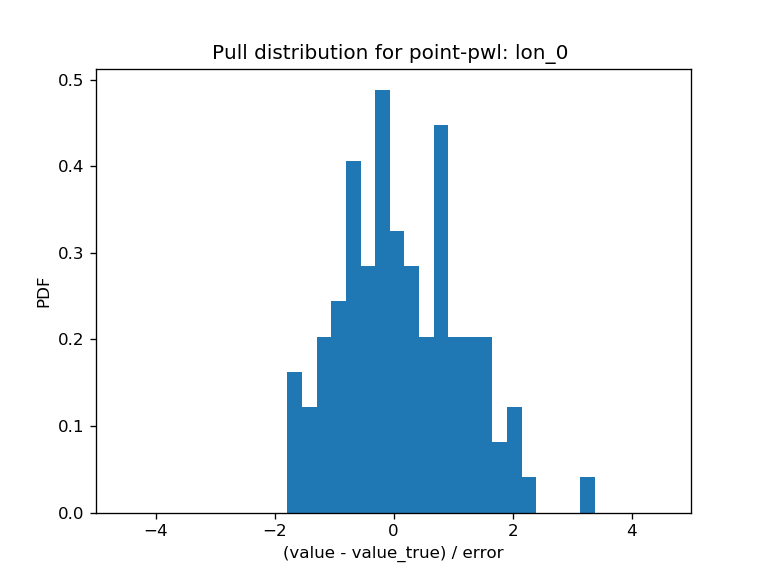 Pull distribution for point-pwl: lon_0
0.5
0.4
0.3
0.2
0.1
0.0
PDF
−4 −2 0 2 4
(value - value_true) / error